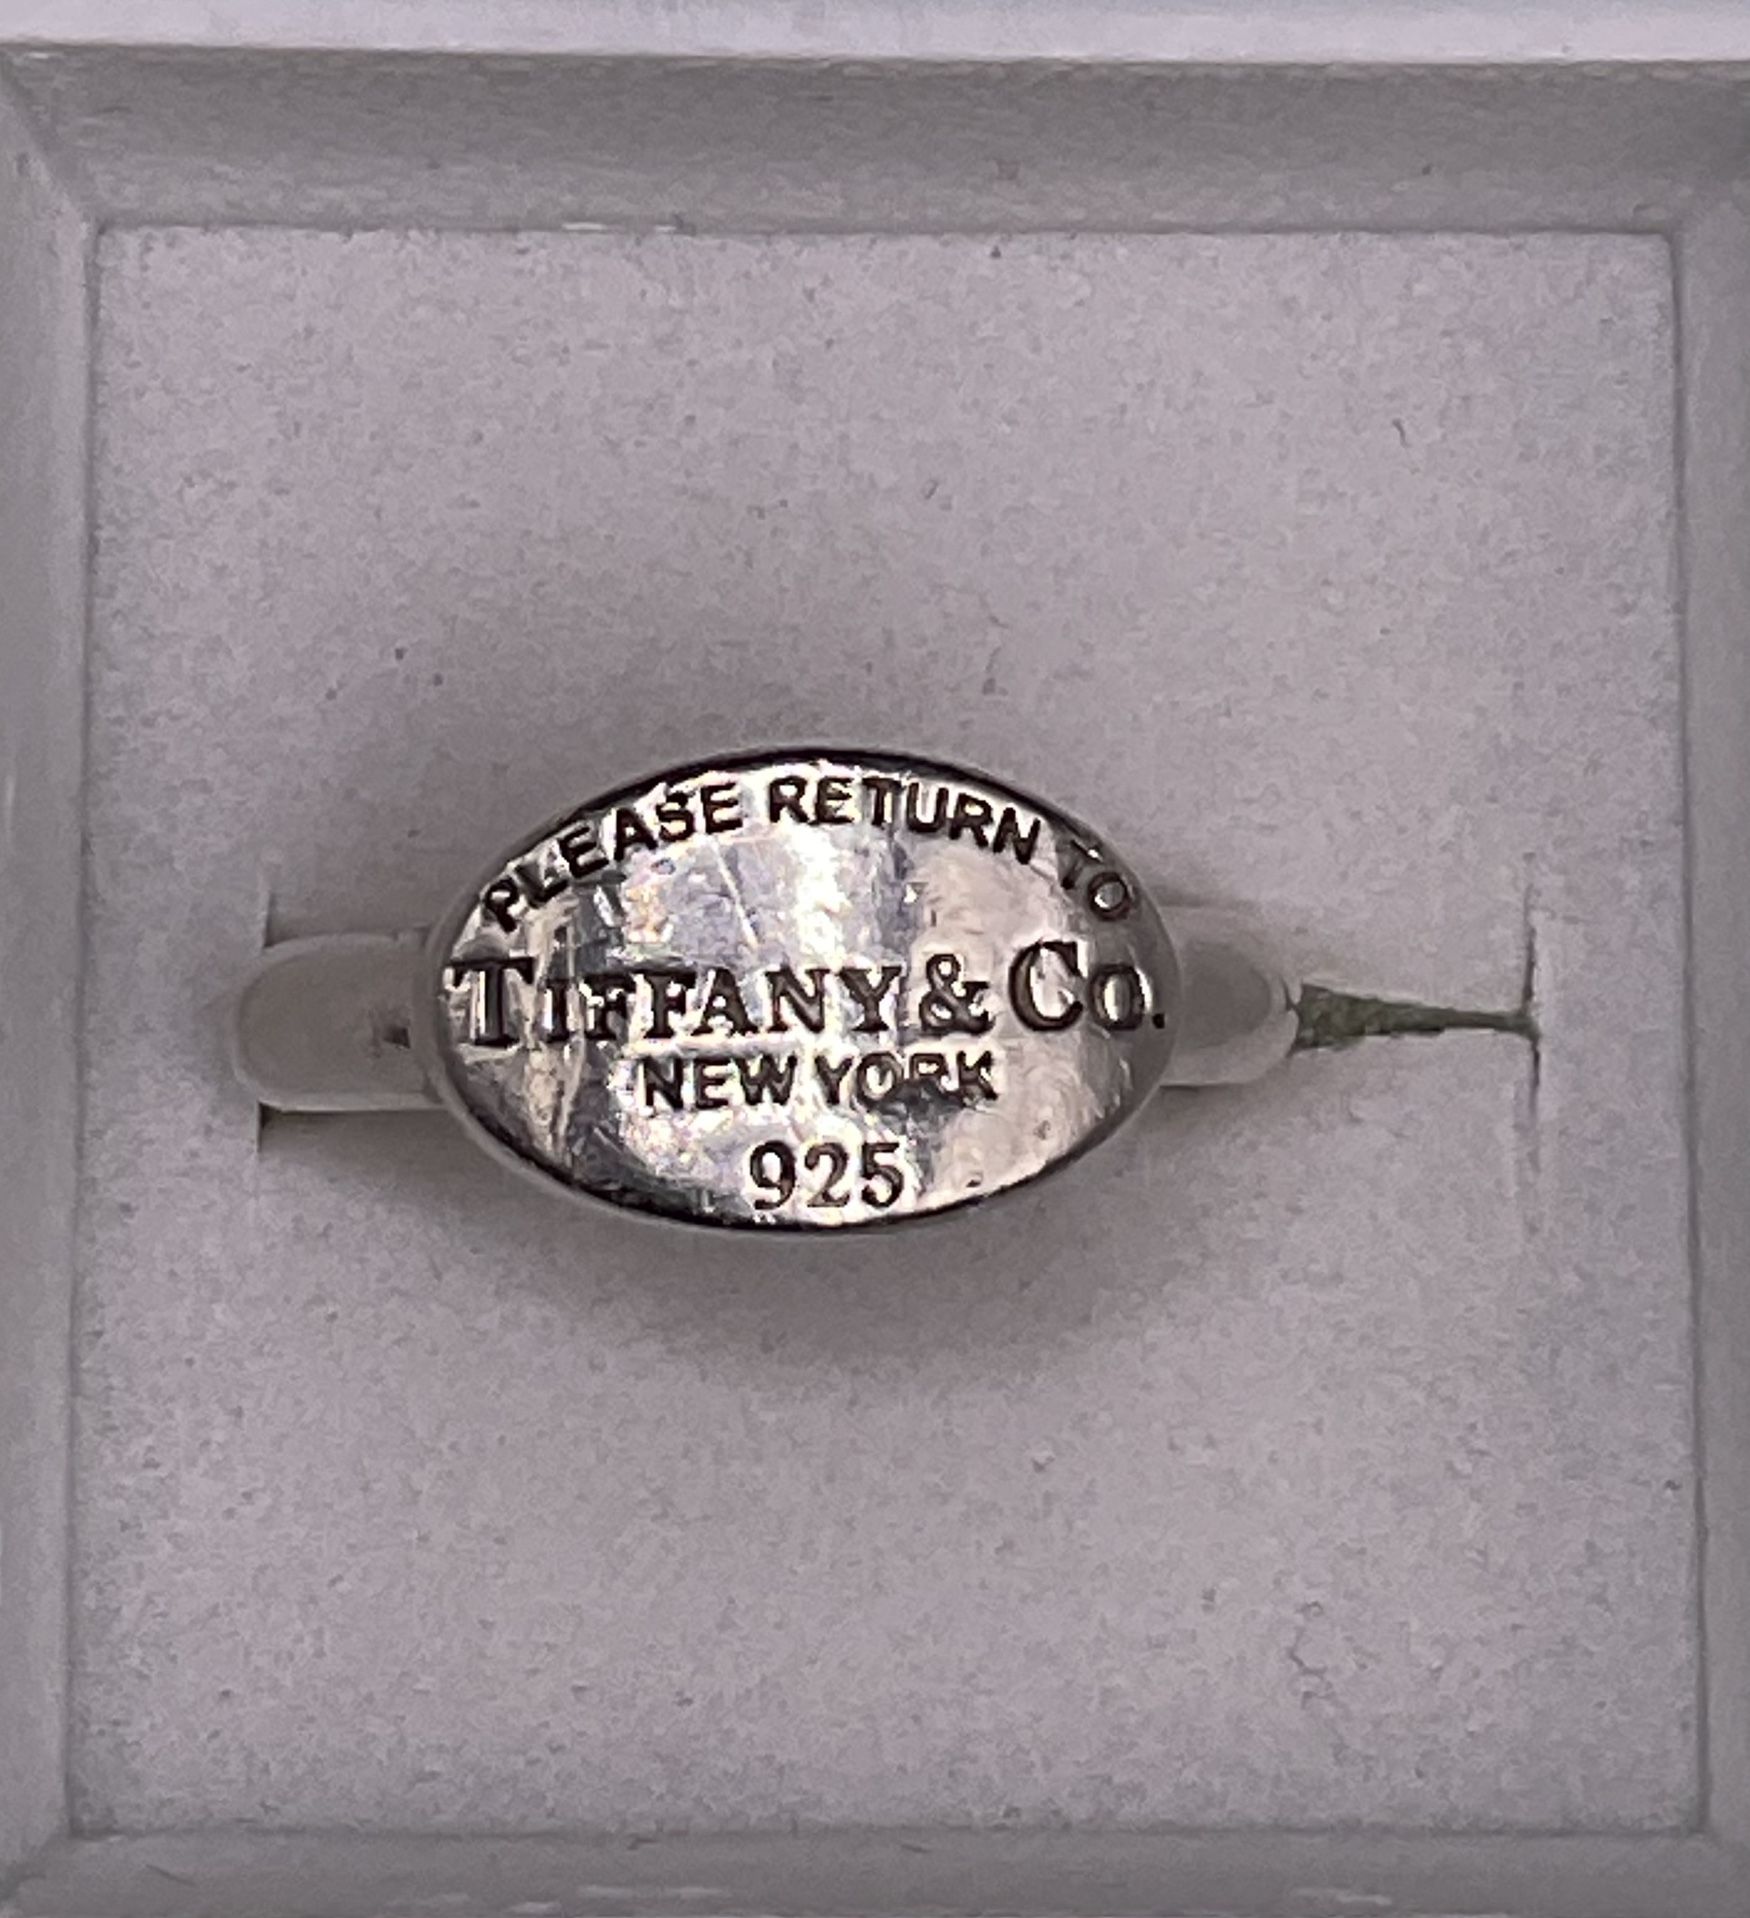 PLEASE RETURN TO
TIFFANY & CO.
NEW YORK
925